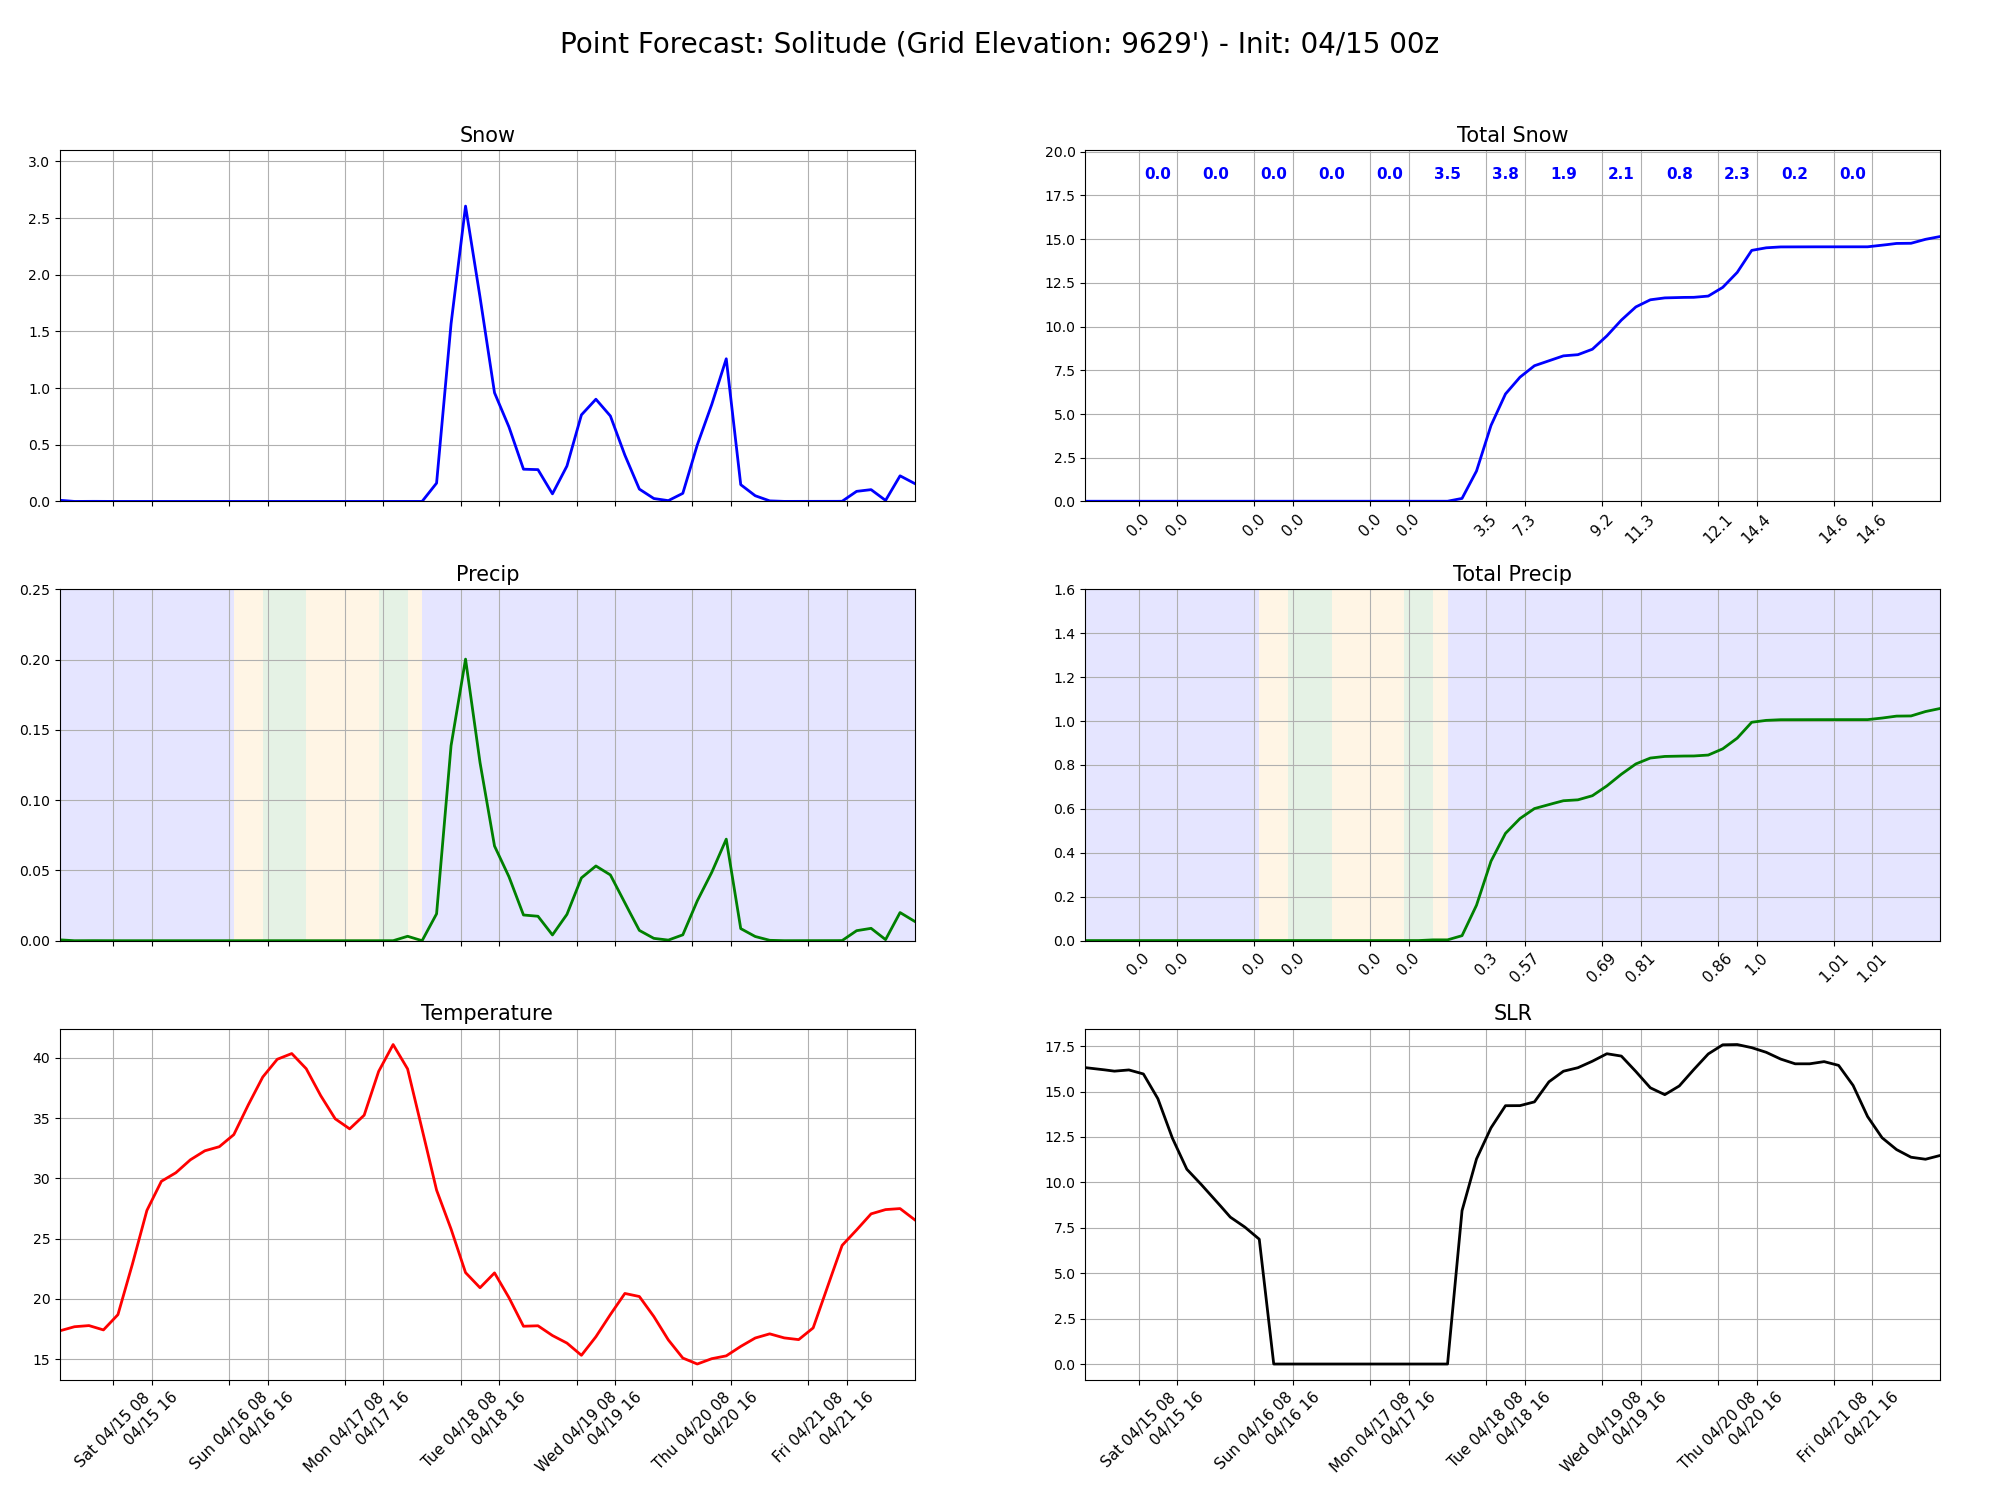 Point Forecast: Solitude (Grid Elevation: 9629') - Init: 04/15 00z
Snow
3.0
2.5
2.0
1.5
1.0
0.5
0.0
Total Snow
20.0
17.5
15.0
12.5
10.0
7.5
5.0
2.5
0.0
0.0 0.0 0.0 0.0 0.0 3.5 3.8 1.9 2.1 0.8 2.3 0.2 0.0
0.0 0.0 0.0 0.0 0.0 0.0 3.5 7.3 9.2 11.3 12.1 14.4 14.6 14.6
Precip
0.25
0.20
0.15
0.10
0.05
0.00
Total Precip
1.6
1.4
1.2
1.0
0.8
0.6
0.4
0.2
0.0
0.0 0.0 0.0 0.0 0.0 0.0 0.3 0.57 0.69 0.81 0.86 1.0 1.01 1.01
Temperature
40
35
30
25
20
15
Sat 04/15 08
04/15 16
Sun 04/16 08
04/16 16
Mon 04/17 08
04/17 16
Tue 04/18 08
04/18 16
Wed 04/19 08
04/19 16
Thu 04/20 08
04/20 16
Fri 04/21 08
04/21 16
SLR
17.5
15.0
12.5
10.0
7.5
5.0
2.5
0.0
Sat 04/15 08
04/15 16
Sun 04/16 08
04/16 16
Mon 04/17 08
04/17 16
Tue 04/18 08
04/18 16
Wed 04/19 08
04/19 16
Thu 04/20 08
04/20 16
Fri 04/21 08
04/21 16